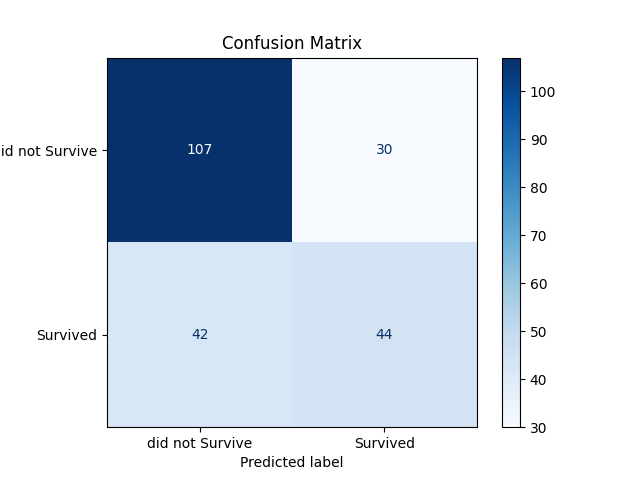 Confusion Matrix
id not Survive
107
30
Survived
42
44
did not Survive
Survived
Predicted label
100
90
80
70
60
50
40
30